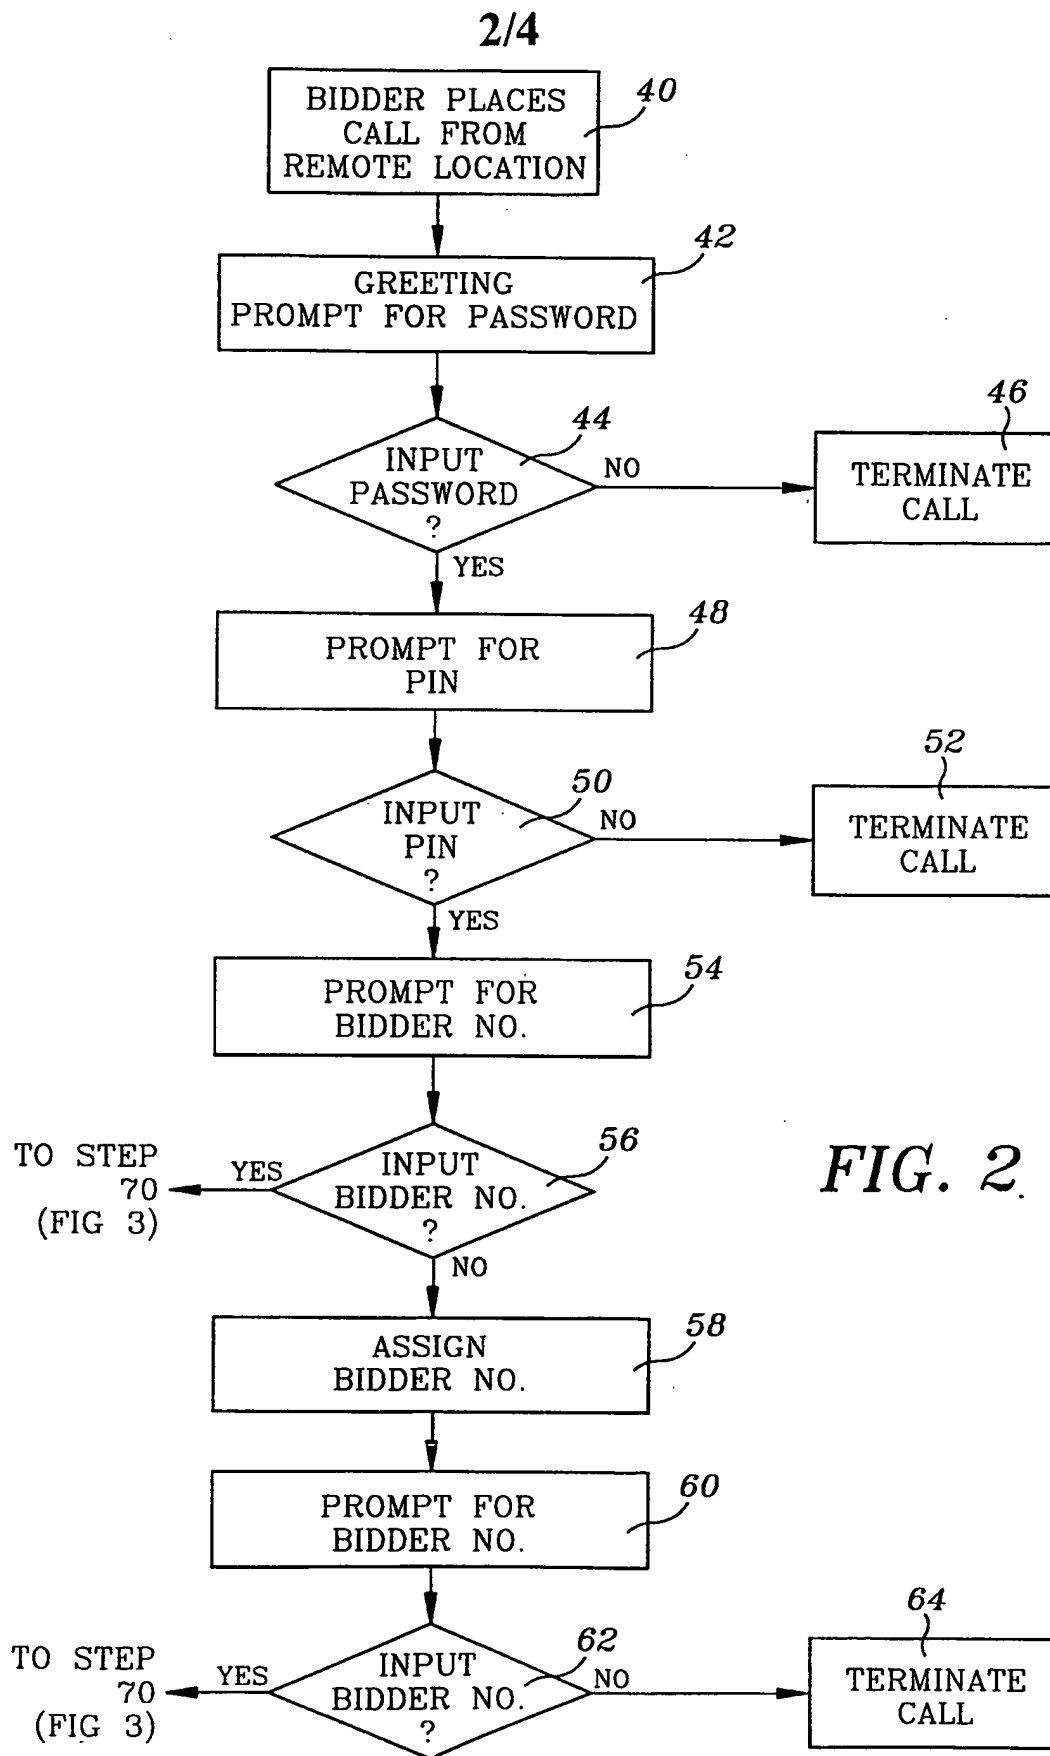 2/4
BIDDER PLACES
CALL FROM
REMOTE LOCATION
40
GREETING
PROMPT FOR PASSWORD
42
INPUT
PASSWORD
?
44
NO
TERMINATE
CALL
46
YES
PROMPT FOR
PIN
48
INPUT
PIN
?
50
NO
TERMINATE
CALL
52
YES
PROMPT FOR
BIDDER NO.
54
INPUT
BIDDER NO.
?
56
YES
TO STEP
70
(FIG 3)
FIG. 2
NO
ASSIGN
BIDDER NO.
58
PROMPT FOR
BIDDER NO.
60
INPUT
BIDDER NO.
?
62
YES
TO STEP
70
(FIG 3)
NO
TERMINATE
CALL
64